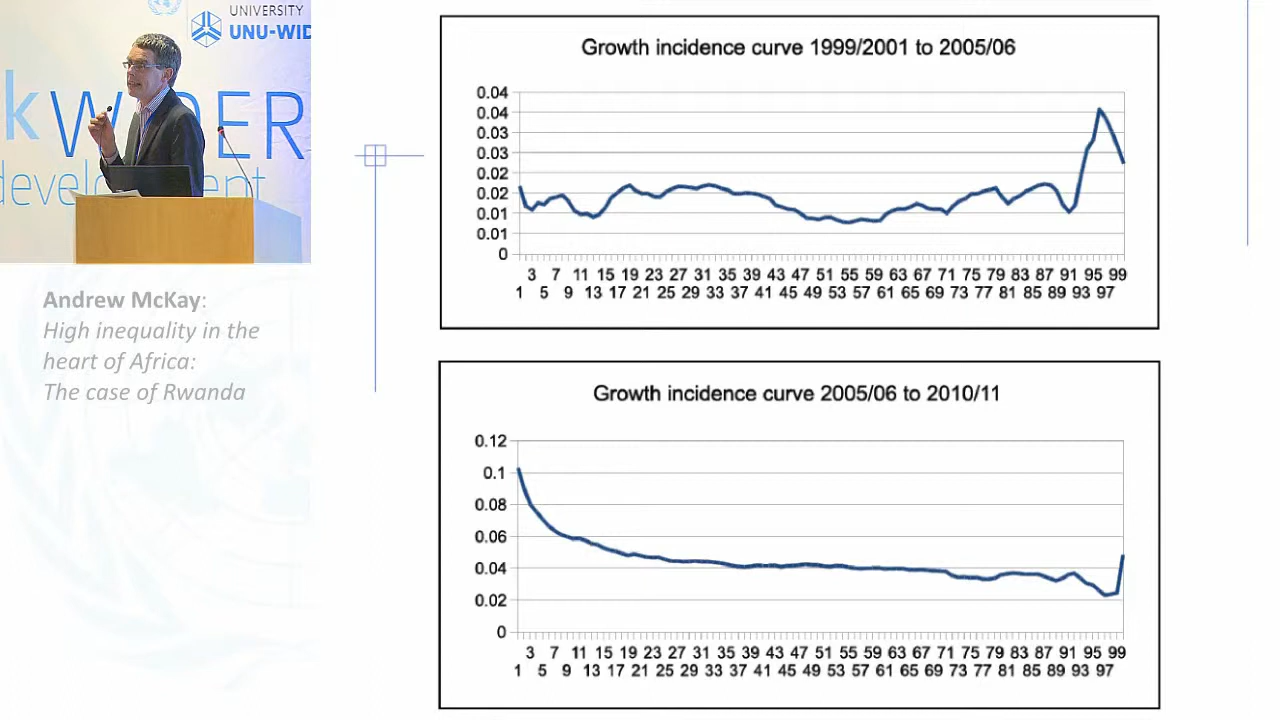 UNIVERSITY
UNU-WID
k WIDER
development
Andrew McKay:
High inequality in the
heart of Africa:
The case of Rwanda
Growth incidence curve 1999/2001 to 2005/06
0.04
0.04
0.03
0.03
0.02
0.02
0.01
0.01
0
3 7 11 15 19 23 27 31 35 39 43 47 51 55 59 63 67 71 75 79 83 87 91 95 99
1 5 9 13 17 21 25 29 33 37 41 45 49 53 57 61 65 69 73 77 81 85 89 93 97
Growth incidence curve 2005/06 to 2010/11
0.12
0.1
0.08
0.06
0.04
0.02
0
3 7 11 15 19 23 27 31 35 39 43 47 51 55 59 63 67 71 75 79 83 87 91 95 99
1 5 9 13 17 21 25 29 33 37 41 45 49 53 57 61 65 69 73 77 81 85 89 93 97